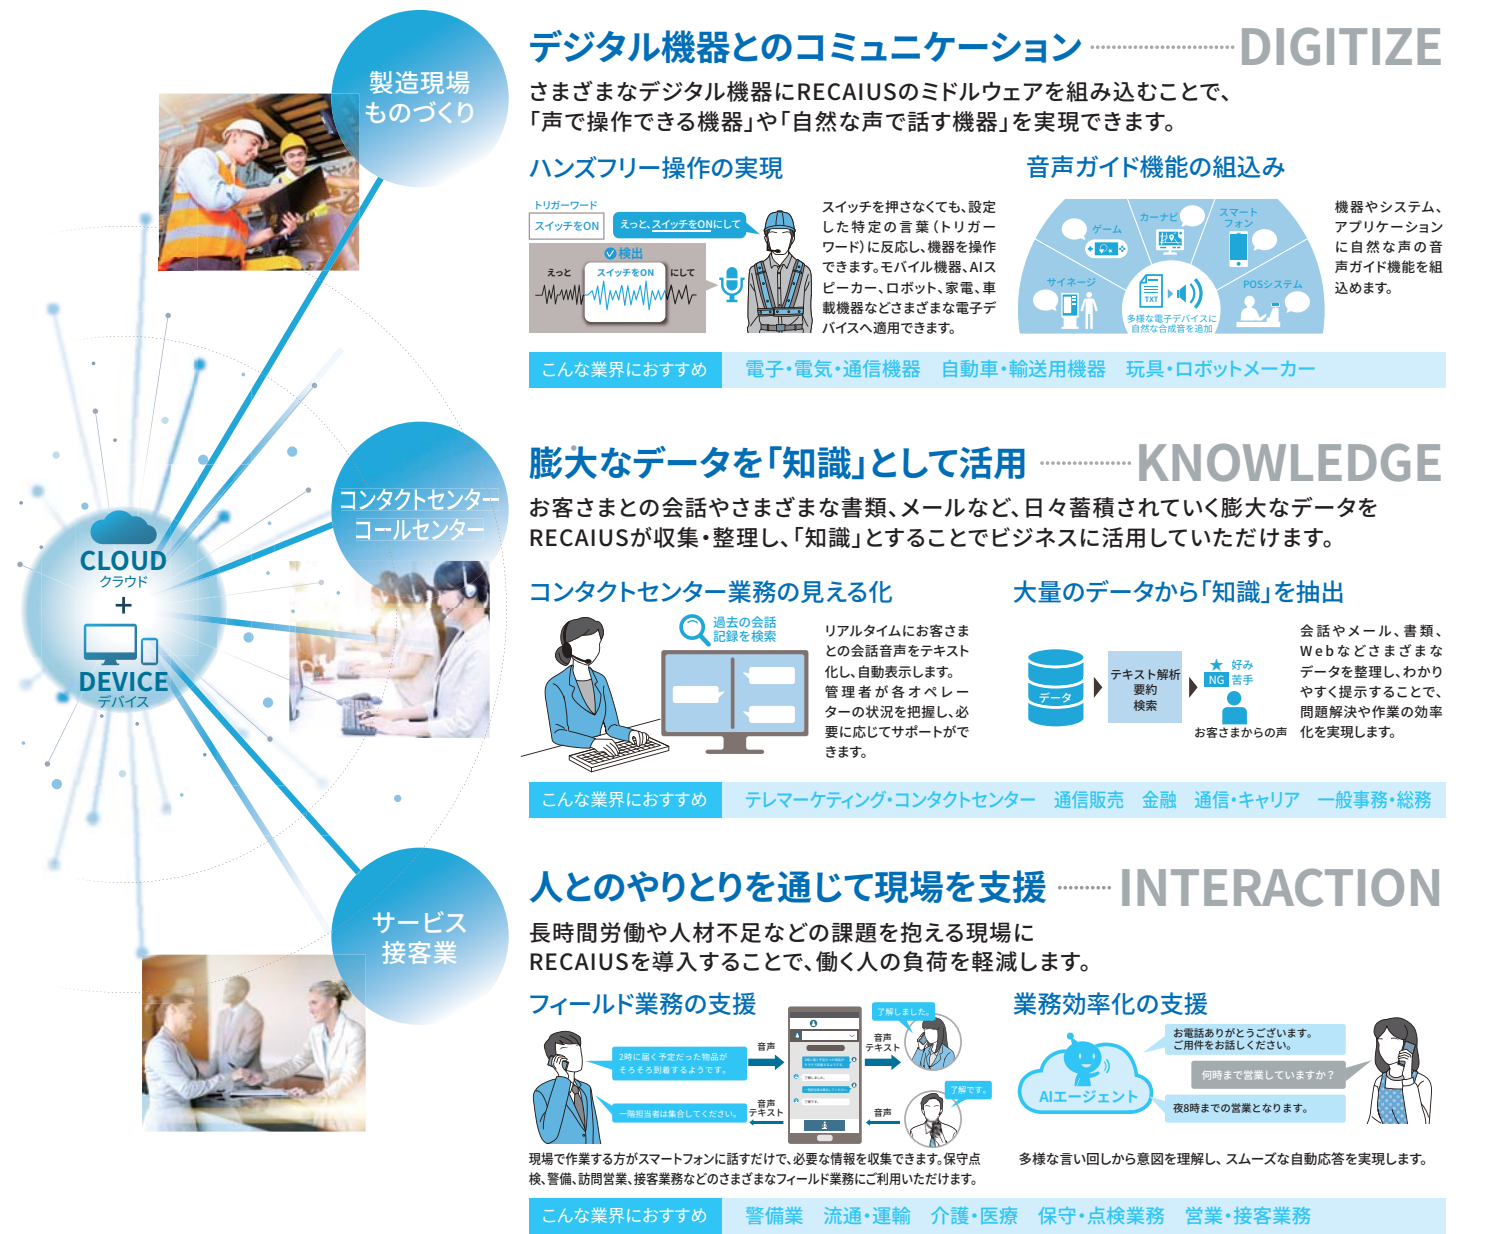 製造現場
ものづくり
デジタル機器とのコミュニケーション
DIGITIZE
さまざまなデジタル機器にRECAIUSのミドルウェアを組み込むことで、
「声で操作できる機器」や「自然な声で話す機器」を実現できます。
ハンズフリー操作の実現
トリガーワード
スイッチをON
えっと、スイッチをONにして
検出
えっと
スイッチをON
にして
スイッチを押さなくても、設定
した特定の言葉（トリガー
ワード）に反応し、機器を操作
できます。モバイル機器、AIス
ピーカー、ロボット、家電、車
載機器などさまざまな電子デ
バイスへ適用できます。
音声ガイド機能の組込み
サイネージ
ゲーム
カーナビ
スマート
フォン
POSシステム
TXT
多様な電子デバイスに
自然な合成音を追加
機器やシステム、
アプリケーション
に自然な声の音
声ガイド機能を組
込めます。
こんな業界におすすめ
電子・電気・通信機器 自動車・輸送用機器 玩具・ロボットメーカー
コンタクトセンター
コールセンター
CLOUD
クラウド
+
DEVICE
デバイス
膨大なデータを「知識」として活用
KNOWLEDGE
お客さまとの会話やさまざまな書類、メールなど、日々蓄積されていく膨大なデータを
RECAIUSが収集・整理し、「知識」とすることでビジネスに活用していただけます。
コンタクトセンター業務の見える化
過去の会話
記録を検索
リアルタイムにお客さま
との会話音声をテキスト
化し、自動表示します。
管理者が各オペレー
ターの状況を把握し、必
要に応じてサポートがで
きます。
大量のデータから「知識」を抽出
データ
テキスト解析
要約
検索
★ 好み
NG 苦手
お客さまからの声
会話やメール、書類、
Webなどさまざまな
データを整理し、わかり
やすく提示することで、
問題解決や作業の効率
化を実現します。
こんな業界におすすめ
テレマーケティング・コンタクトセンター 通信販売 金融 通信・キャリア 一般事務・総務
サービス
接客業
人とのやりとりを通じて現場を支援
INTERACTION
長時間労働や人材不足などの課題を抱える現場に
RECAIUSを導入することで、働く人の負荷を軽減します。
フィールド業務の支援
2時に届く予定だった物品が
そろそろ到着するようです。
一階担当者は集合してください。
音声
音声
テキスト
音声
テキスト
音声
了解しました。
了解です。
現場で作業する方がスマートフォンに話すだけで、必要な情報を収集できます。保守点
検、警備、訪問営業、接客業務などのさまざまなフィールド業務にご利用いただけます。
業務効率化の支援
AIエージェント
お電話ありがとうございます。
ご用件をお話しください。
何時まで営業していますか？
夜8時までの営業となります。
多様な言い回しから意図を理解し、スムーズな自動応答を実現します。
こんな業界におすすめ
警備業 流通・運輸 介護・医療 保守・点検業務 営業・接客業務